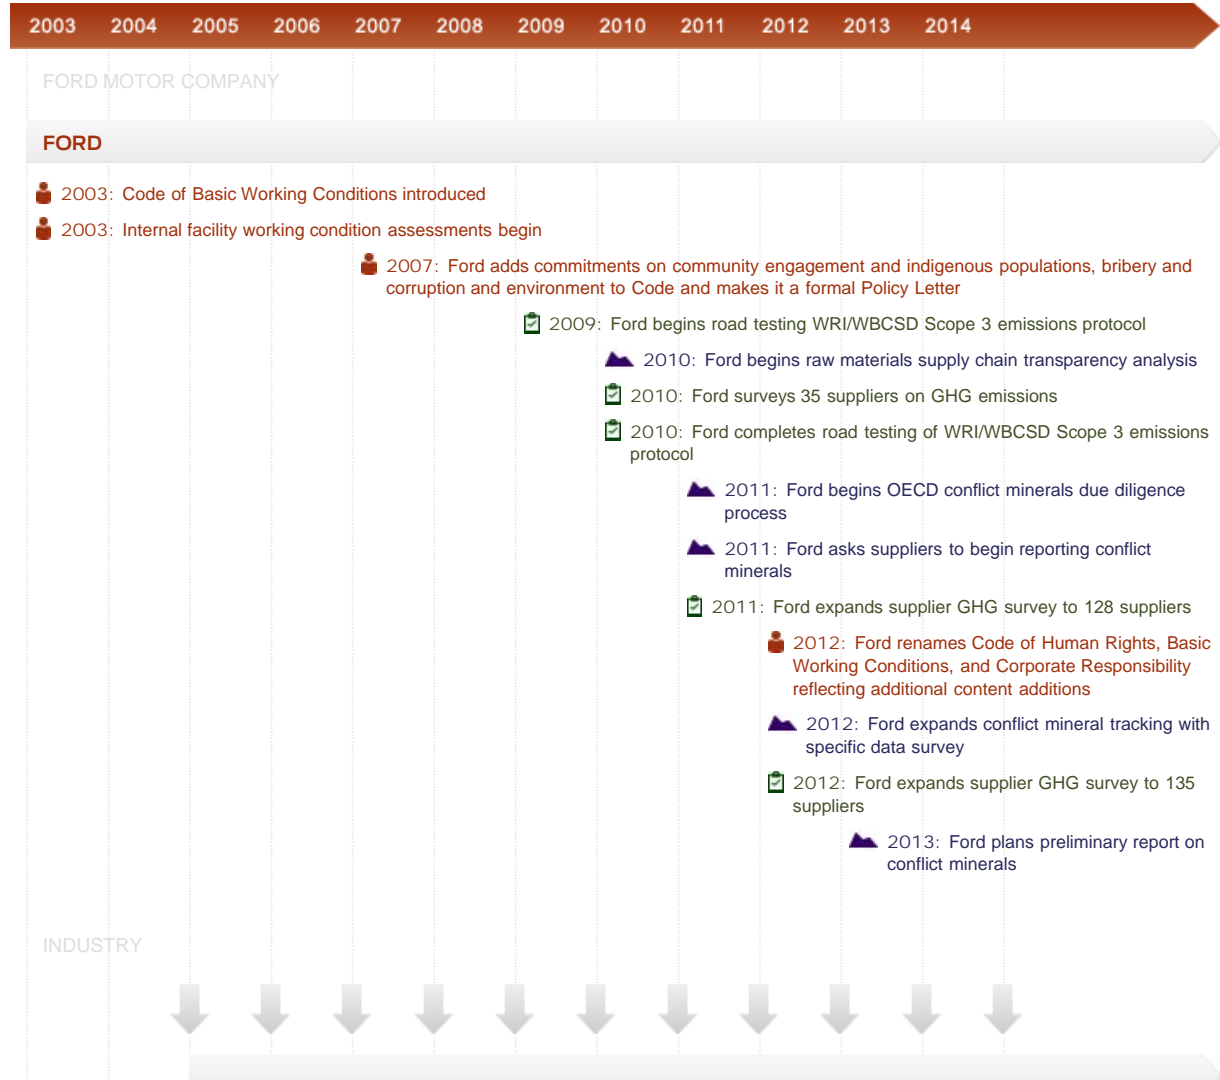 2003 2004 2005 2006 2007 2008 2009 2010 2011 2012 2013 2014
FORD MOTOR COMPANY
FORD
2003: Code of Basic Working Conditions introduced
2003: Internal facility working condition assessments begin
2007: Ford adds commitments on community engagement and indigenous populations, bribery and
corruption and environment to Code and makes it a formal Policy Letter
2009: Ford begins road testing WRI/WBCSD Scope 3 emissions protocol
2010: Ford begins raw materials supply chain transparency analysis
2010: Ford surveys 35 suppliers on GHG emissions
2010: Ford completes road testing of WRI/WBCSD Scope 3 emissions
protocol
2011: Ford begins OECD conflict minerals due diligence
process
2011: Ford asks suppliers to begin reporting conflict
minerals
2011: Ford expands supplier GHG survey to 128 suppliers
2012: Ford renames Code of Human Rights, Basic
Working Conditions, and Corporate Responsibility
reflecting additional content additions
2012: Ford expands conflict mineral tracking with
specific data survey
2012: Ford expands supplier GHG survey to 135
suppliers
2013: Ford plans preliminary report on
conflict minerals
INDUSTRY